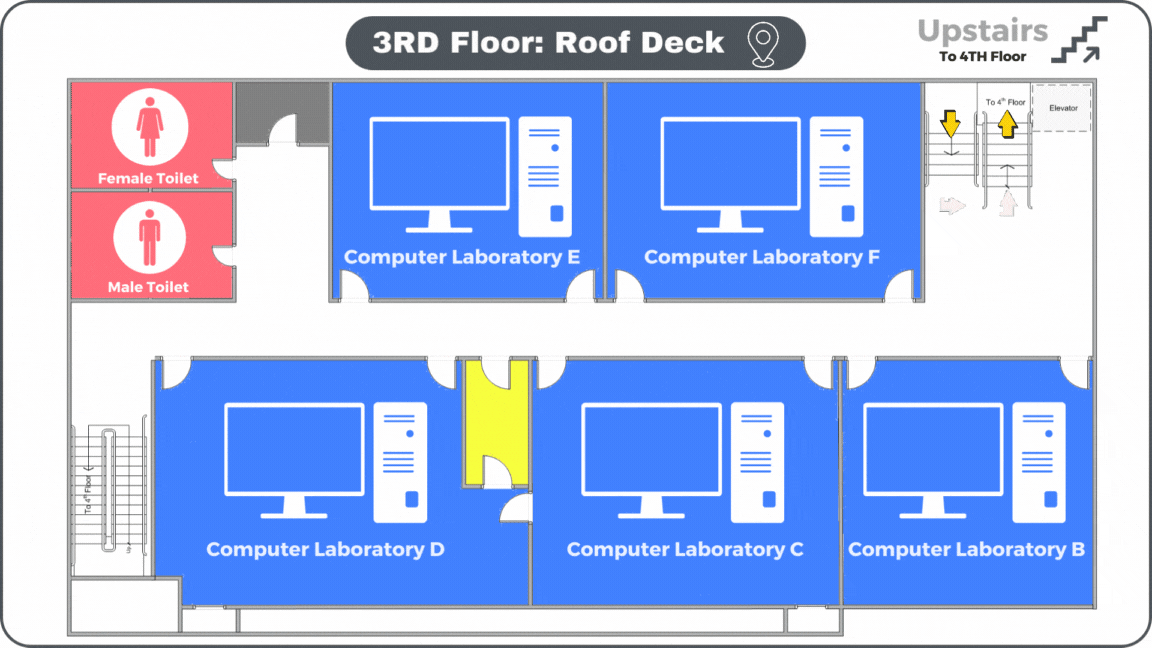 3RD Floor: Roof Deck
Upstairs
To 4TH Floor
To 4th Floor
Elevator
Female Toilet
Male Toilet
Computer Laboratory E
Computer Laboratory F
To 4th Floor
Up
Computer Laboratory D
Computer Laboratory C
Computer Laboratory B